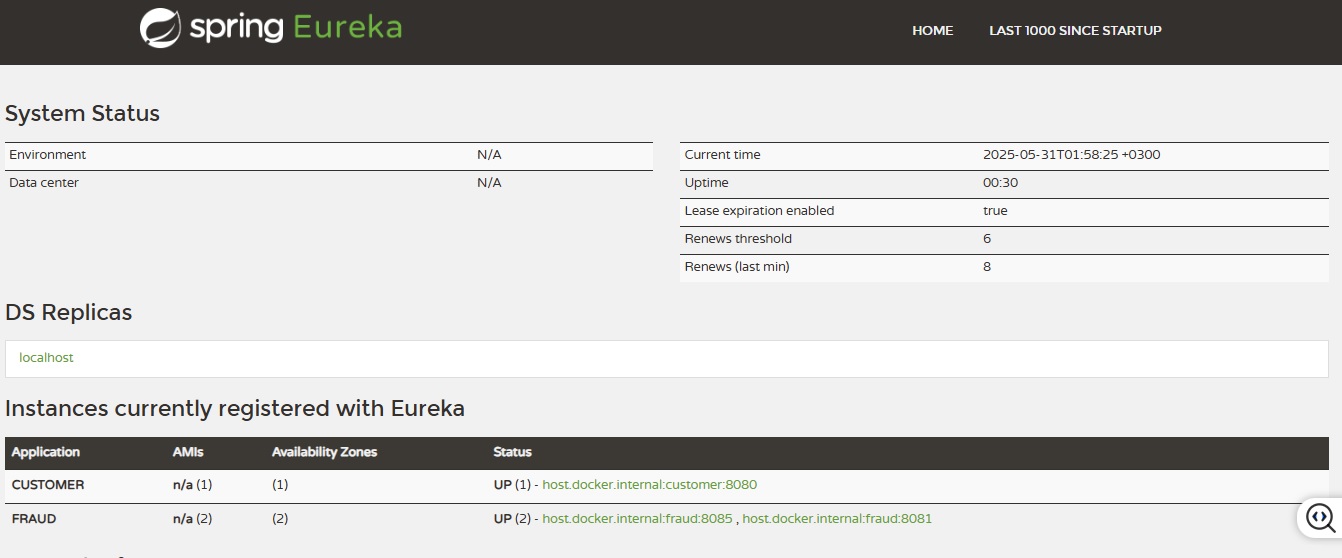 spring Eureka
HOME LAST 1000 SINCE STARTUP
System Status
Environment N/A
Data center N/A
Current time 2025-05-31T01:58:25 +0300
Uptime 00:30
Lease expiration enabled true
Renews threshold 6
Renews (last min) 8
DS Replicas
localhost
Instances currently registered with Eureka
Application AMIs Availability Zones Status
CUSTOMER n/a (1) (1) UP (1) - host.docker.internal:customer:8080
FRAUD n/a (2) (2) UP (2) - host.docker.internal:fraud:8085 , host.docker.internal:fraud:8081